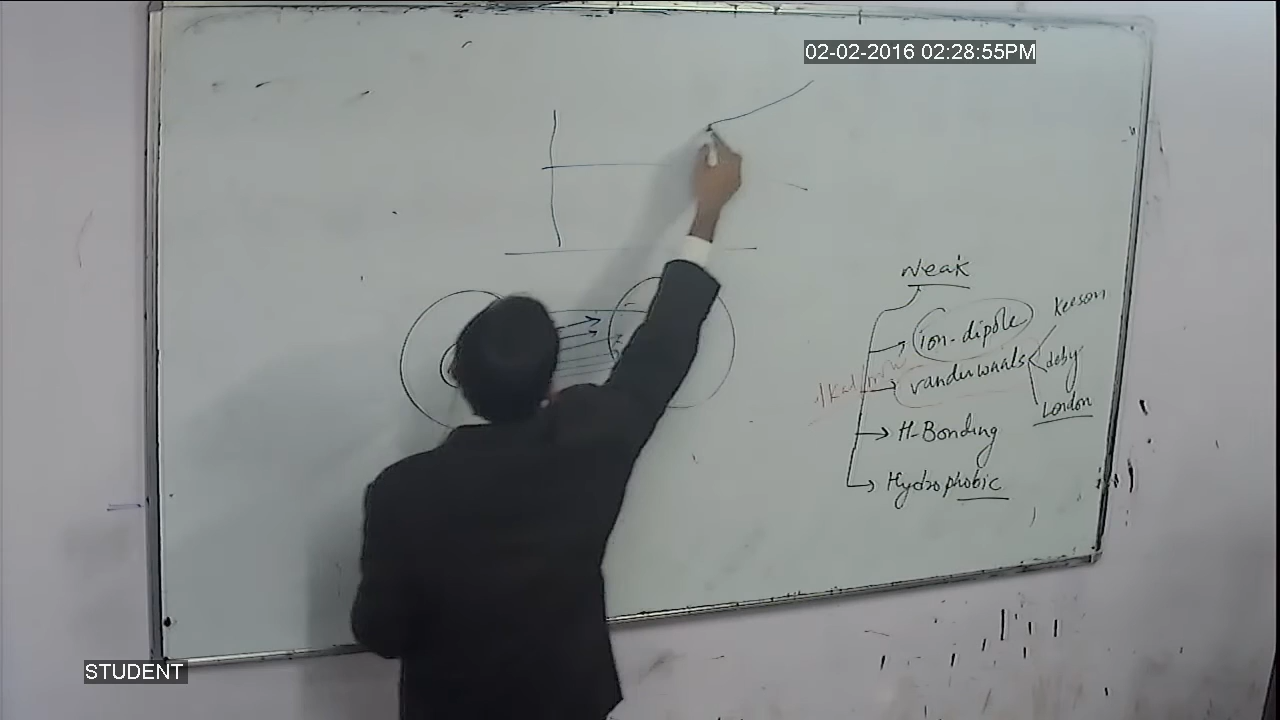 02-02-2016 02:28:55PM
Weak
Keeson
ion-dipole
deby
vanderwaals
London
H-Bonding
Hydrophobic
STUDENT